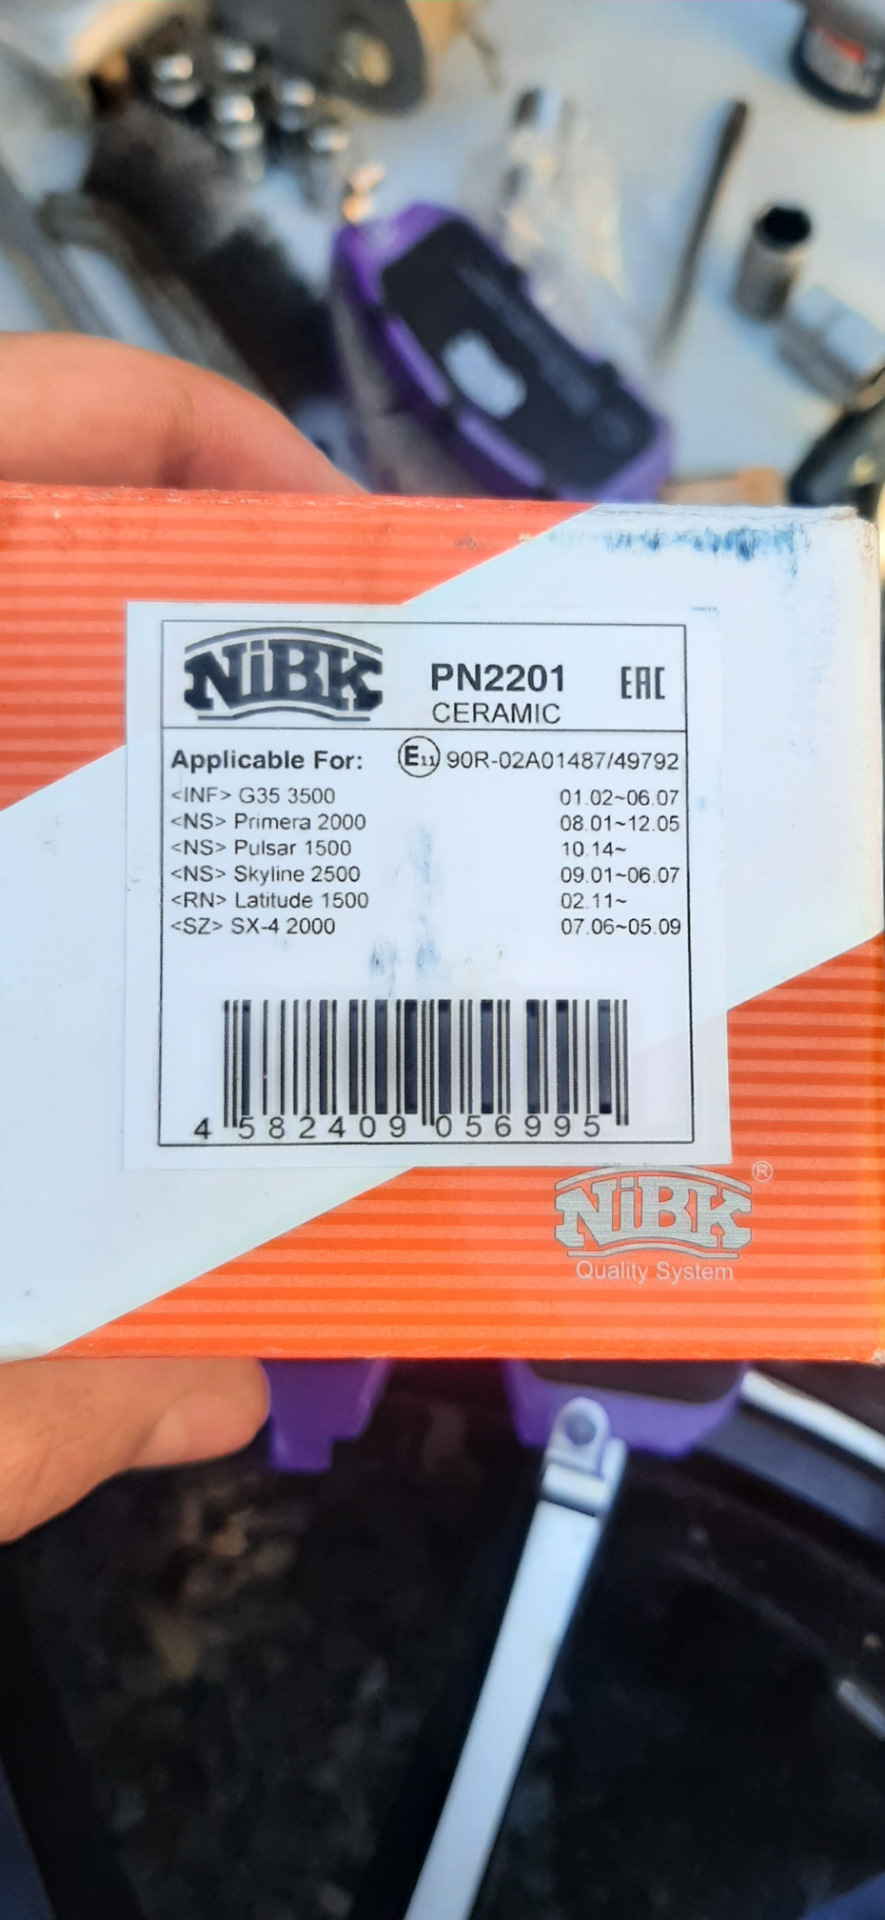 NiBK
PN2201
EAC
CERAMIC
Applicable For: E11 90R-02A01487/49792
<INF> G35 3500 01.02~06.07
<NS> Primera 2000 08.01~12.05
<NS> Pulsar 1500 10.14~
<NS> Skyline 2500 09.01~06.07
<RN> Latitude 1500 02.11~
<SZ> SX-4 2000 07.06~05.09
4 582409 056995
NiBK ®
Quality System